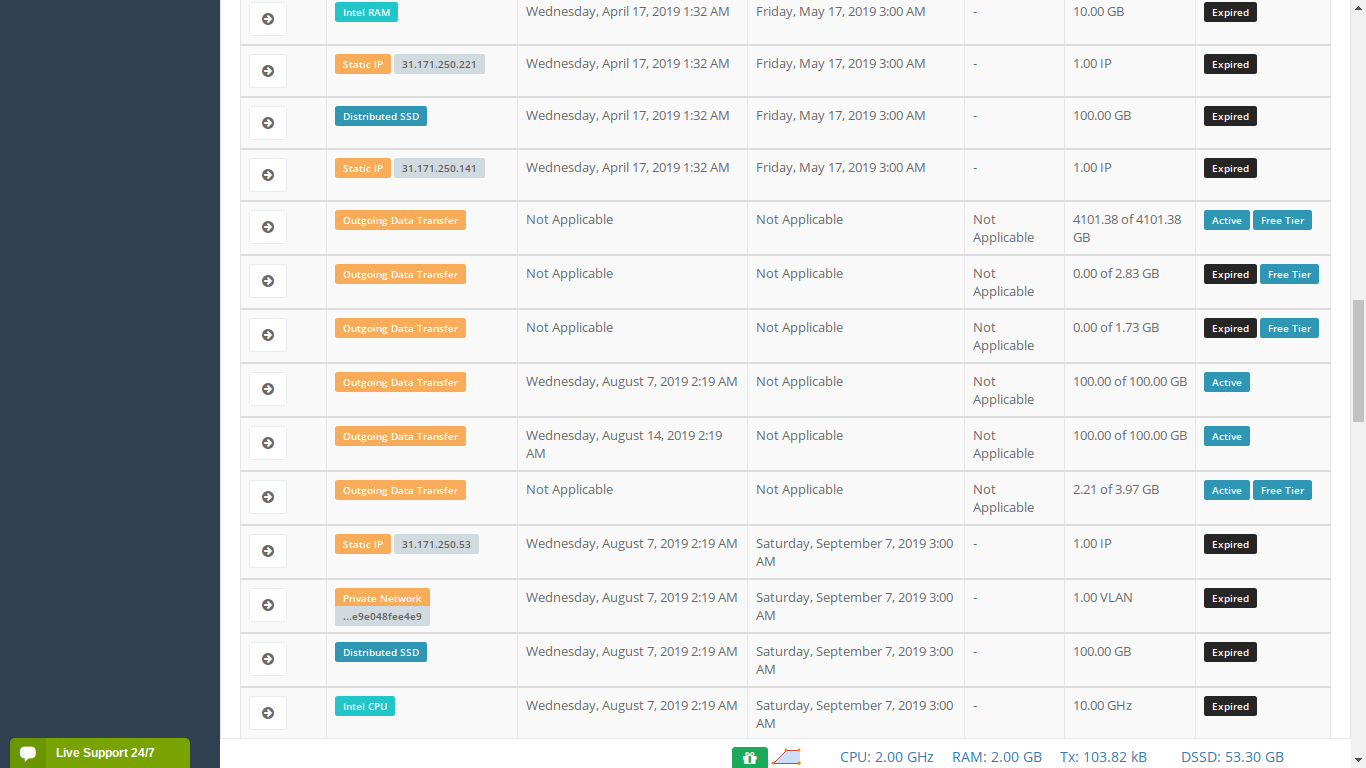 Intel RAM Wednesday, April 17, 2019 1:32 AM Friday, May 17, 2019 3:00 AM - 10.00 GB Expired
Static IP 31.171.250.221 Wednesday, April 17, 2019 1:32 AM Friday, May 17, 2019 3:00 AM - 1.00 IP Expired
Distributed SSD Wednesday, April 17, 2019 1:32 AM Friday, May 17, 2019 3:00 AM - 100.00 GB Expired
Static IP 31.171.250.141 Wednesday, April 17, 2019 1:32 AM Friday, May 17, 2019 3:00 AM - 1.00 IP Expired
Outgoing Data Transfer Not Applicable Not Applicable Not 4101.38 of 4101.38 Active Free Tier
Applicable GB
Outgoing Data Transfer Not Applicable Not Applicable Not 0.00 of 2.83 GB Expired Free Tier
Applicable
Outgoing Data Transfer Not Applicable Not Applicable Not 0.00 of 1.73 GB Expired Free Tier
Applicable
Outgoing Data Transfer Wednesday, August 7, 2019 2:19 AM Not Applicable Not 100.00 of 100.00 GB Active
Applicable
Outgoing Data Transfer Wednesday, August 14, 2019 2:19 Not Applicable Not 100.00 of 100.00 GB Active
AM Applicable
Outgoing Data Transfer Not Applicable Not Applicable Not 2.21 of 3.97 GB Active Free Tier
Applicable
Static IP 31.171.250.53 Wednesday, August 7, 2019 2:19 AM Saturday, September 7, 2019 3:00 - 1.00 IP Expired
AM
Private Network Wednesday, August 7, 2019 2:19 AM Saturday, September 7, 2019 3:00 - 1.00 VLAN Expired
...e9e048fee4e9 AM
Distributed SSD Wednesday, August 7, 2019 2:19 AM Saturday, September 7, 2019 3:00 - 100.00 GB Expired
AM
Intel CPU Wednesday, August 7, 2019 2:19 AM Saturday, September 7, 2019 3:00 - 10.00 GHz Expired
AM
Live Support 24/7 CPU: 2.00 GHz RAM: 2.00 GB Tx: 103.82 kB DSSD: 53.30 GB